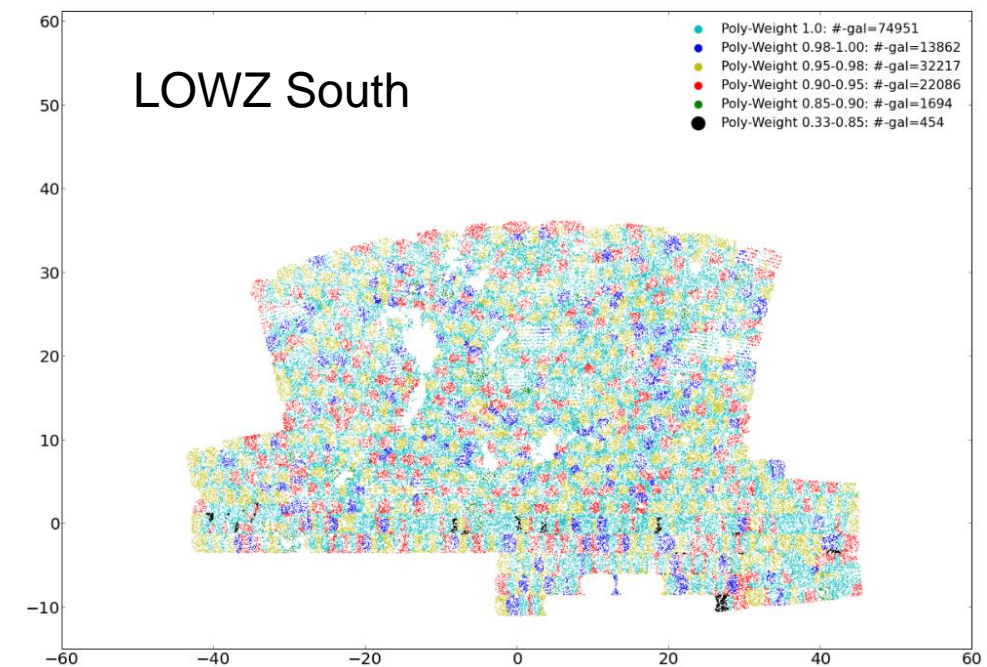 60
Poly-Weight 1.0: #-gal=74951
Poly-Weight 0.98-1.00: #-gal=13862
Poly-Weight 0.95-0.98: #-gal=32217
Poly-Weight 0.90-0.95: #-gal=22086
Poly-Weight 0.85-0.90: #-gal=1694
Poly-Weight 0.33-0.85: #-gal=454
LOWZ South
50
40
30
20
10
0
−10
−60 −40 −20 0 20 40 60